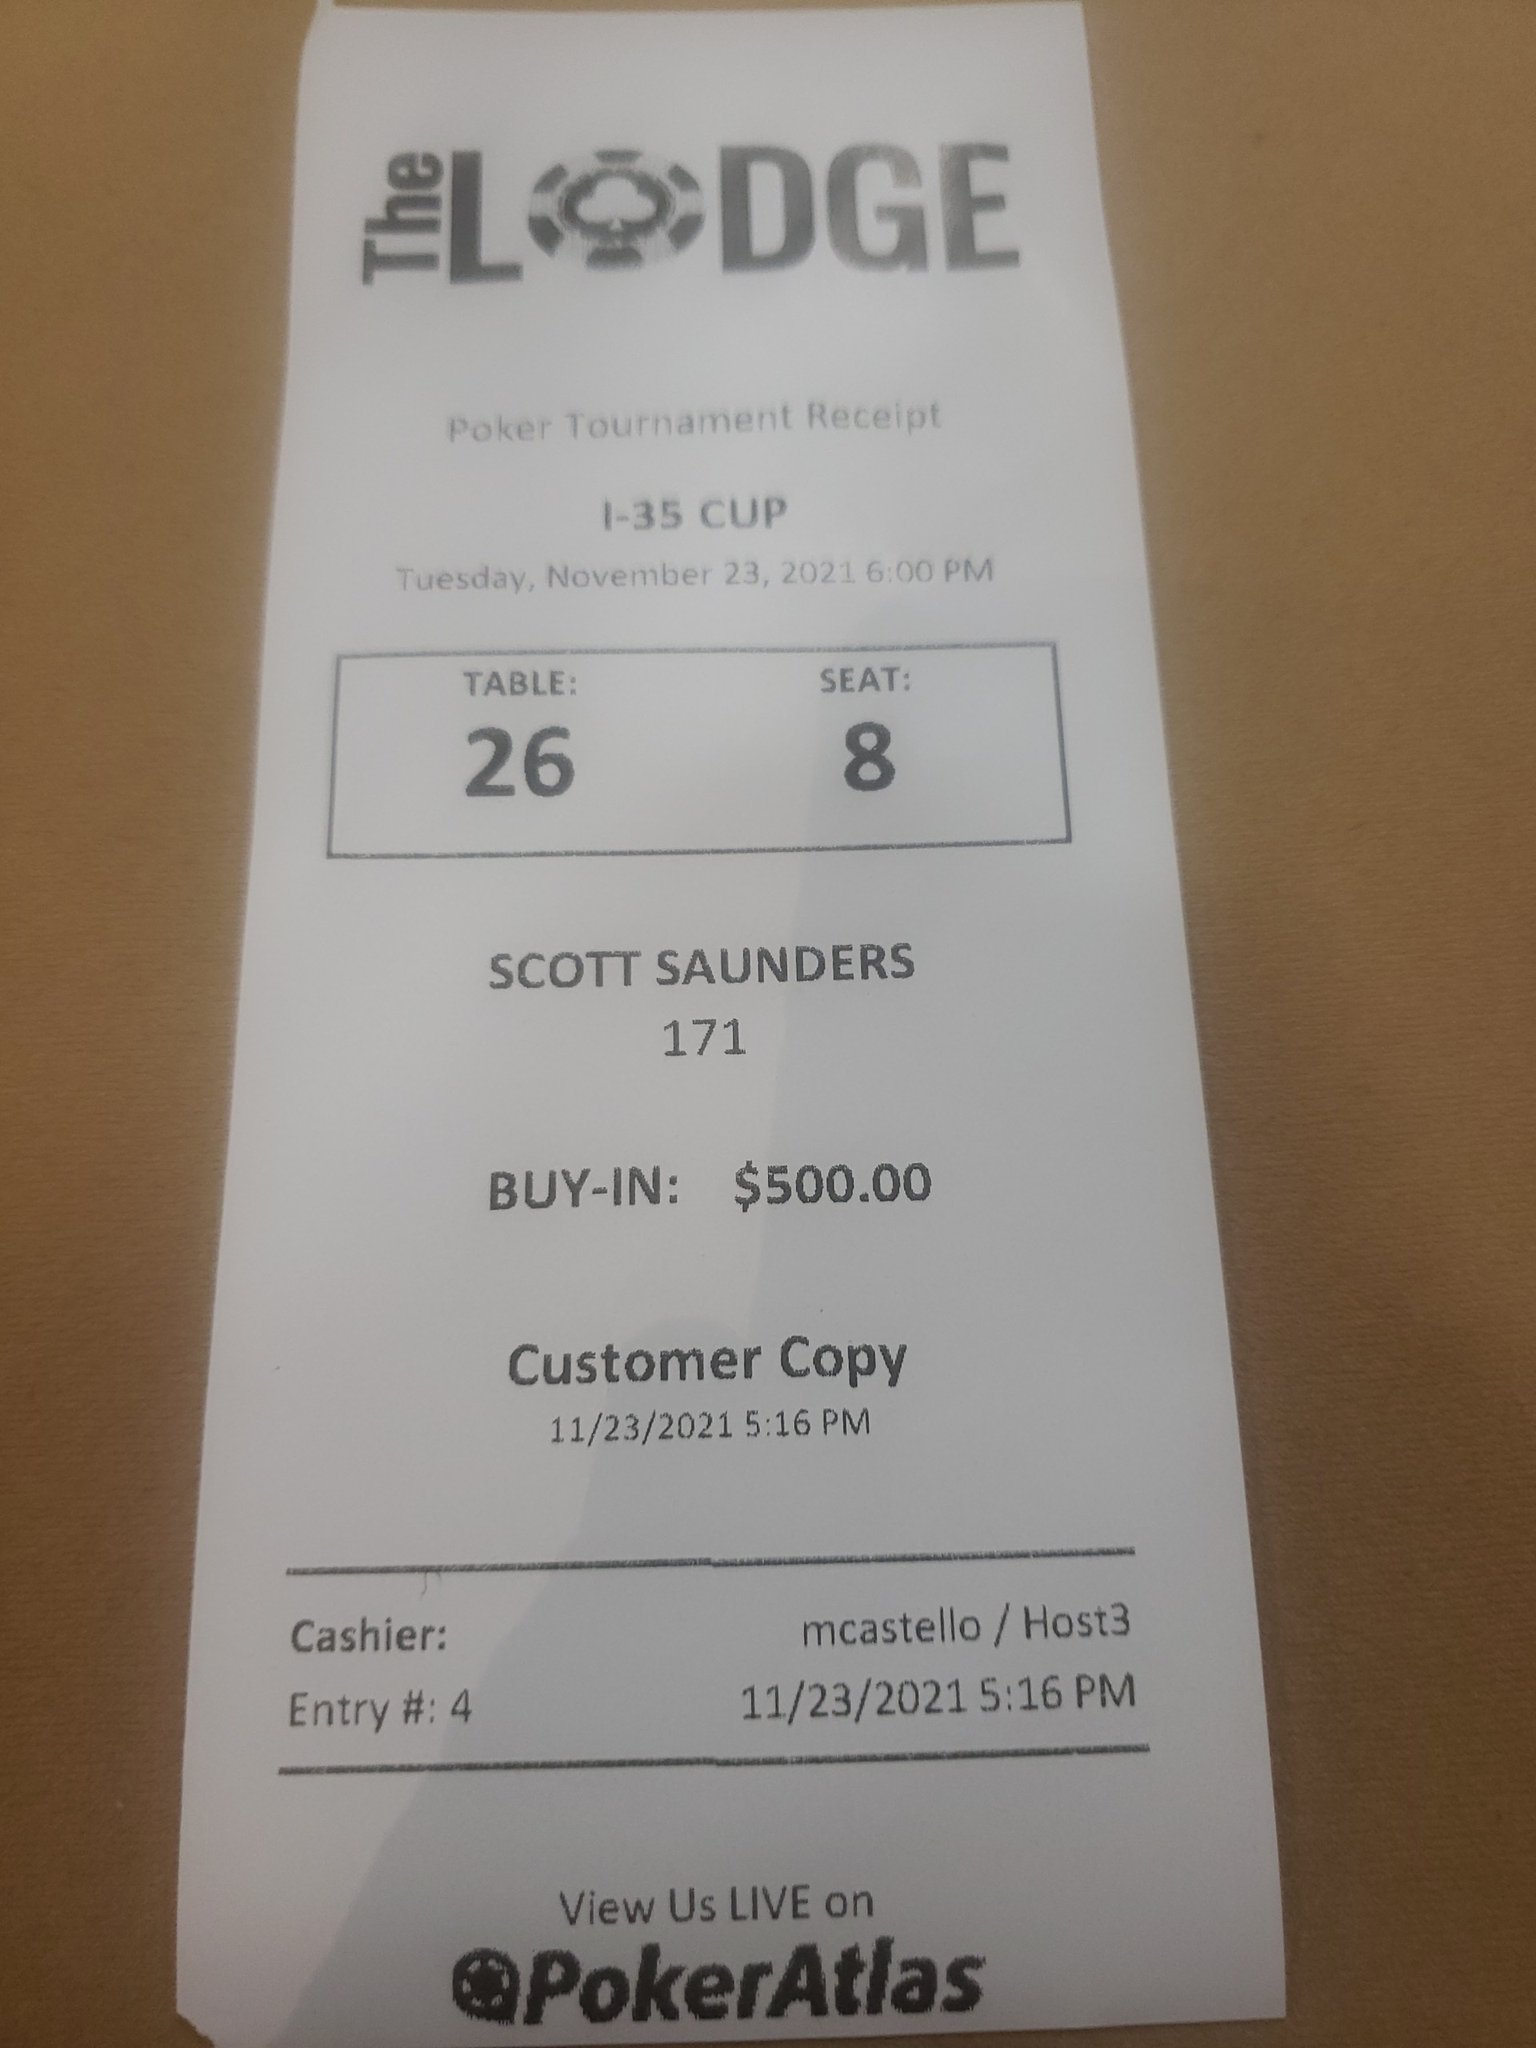 The LODGE
Poker Tournament Receipt
I-35 CUP
Tuesday, November 23, 2021 6:00 PM
TABLE: SEAT:
26 8
SCOTT SAUNDERS
171
BUY-IN: $500.00
Customer Copy
11/23/2021 5:16 PM
Cashier: mcastello / Host3
Entry #: 4 11/23/2021 5:16 PM
View Us LIVE on
PokerAtlas